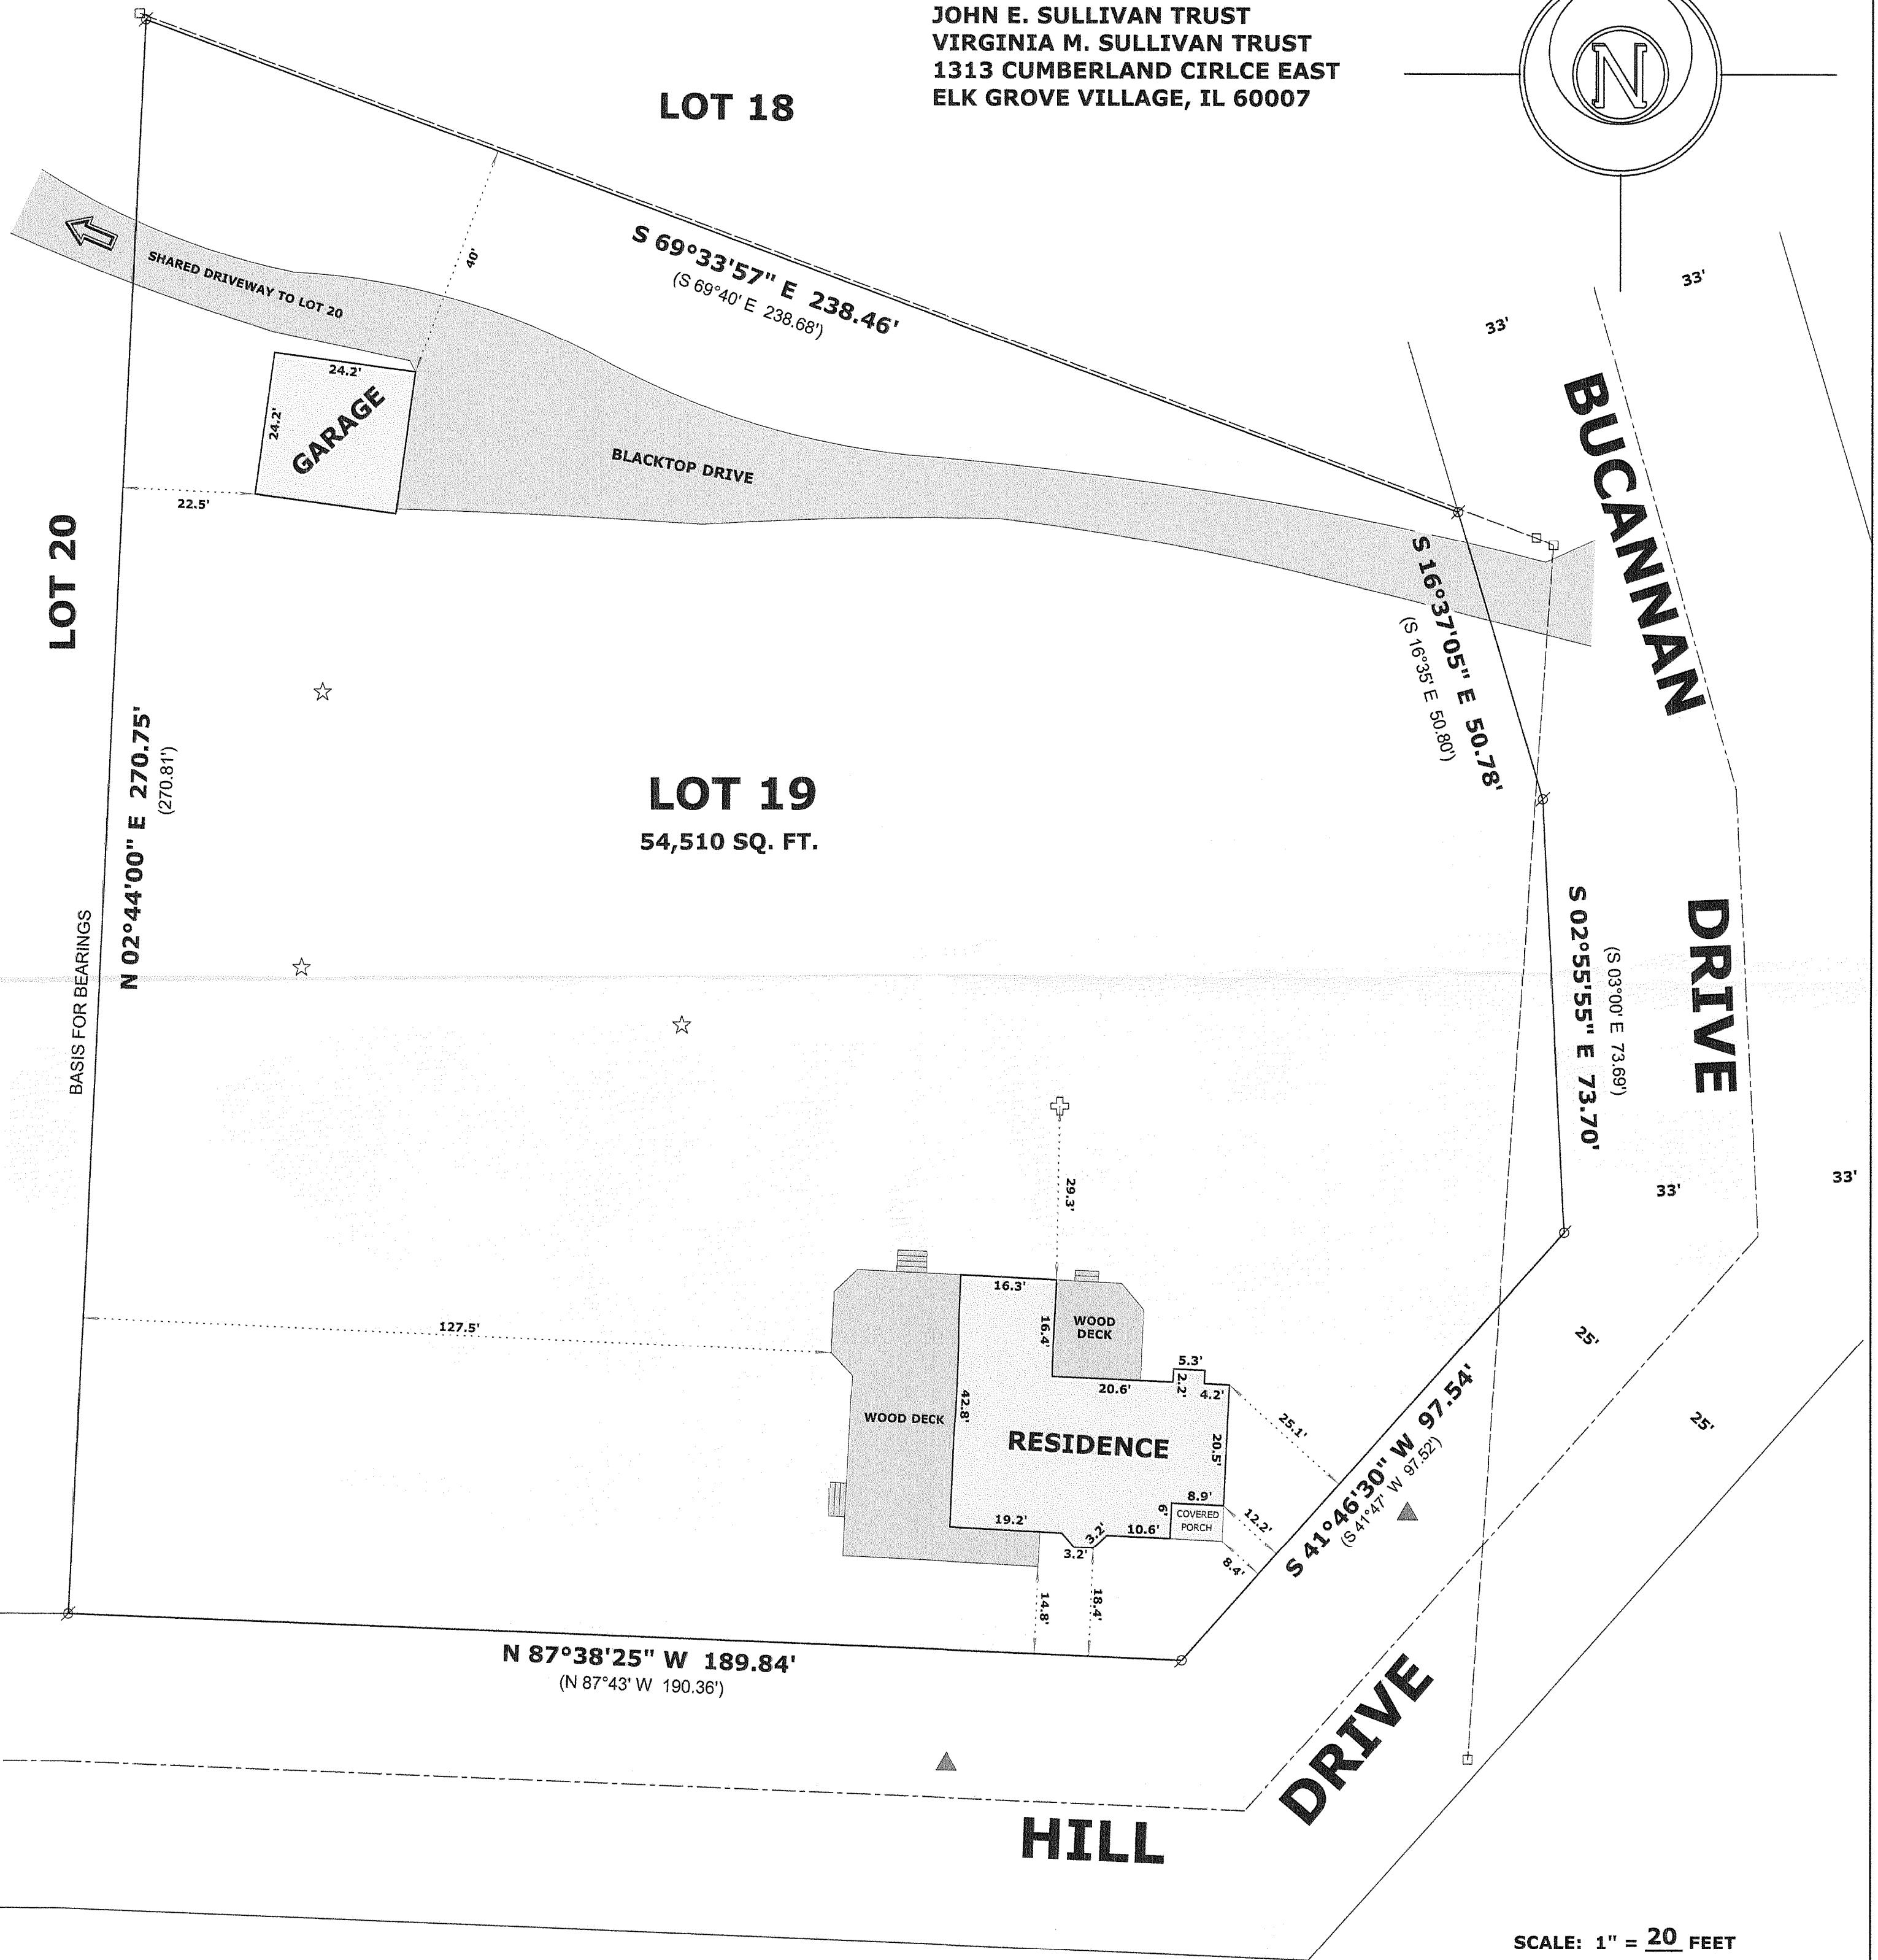 JOHN E. SULLIVAN TRUST
VIRGINIA M. SULLIVAN TRUST
1313 CUMBERLAND CIRLCE EAST
ELK GROVE VILLAGE, IL 60007
N
LOT 18
33'
33'
40'
S 69°33'57" E 238.46'
(S 69°40' E 238.68')
SHARED DRIVEWAY TO LOT 20
24.2'
24.2'
GARAGE
BLACKTOP DRIVE
22.5'
LOT 20
BUCANNAN
DRIVE
S 16°37'05" E 50.78'
(S 16°35' E 50.80')
N 02°44'00" E 270.75'
(270.81')
BASIS FOR BEARINGS
LOT 19
54,510 SQ. FT.
S 02°55'55" E 73.70'
(S 03°00' E 73.69')
33'
33'
29.3'
127.5'
16.3'
16.4'
WOOD
DECK
5.3'
2.2'
4.2'
20.6'
42.8'
WOOD DECK
RESIDENCE
20.5'
25.1'
8.9'
6'
COVERED
PORCH
12.2'
8.4'
19.2'
3.2'
3.2'
10.6'
14.8'
18.4'
25'
25'
S 41°46'30" W 97.54'
(S 41°47' W 97.52')
N 87°38'25" W 189.84'
(N 87°43' W 190.36')
HILL
DRIVE
SCALE: 1" = 20 FEET